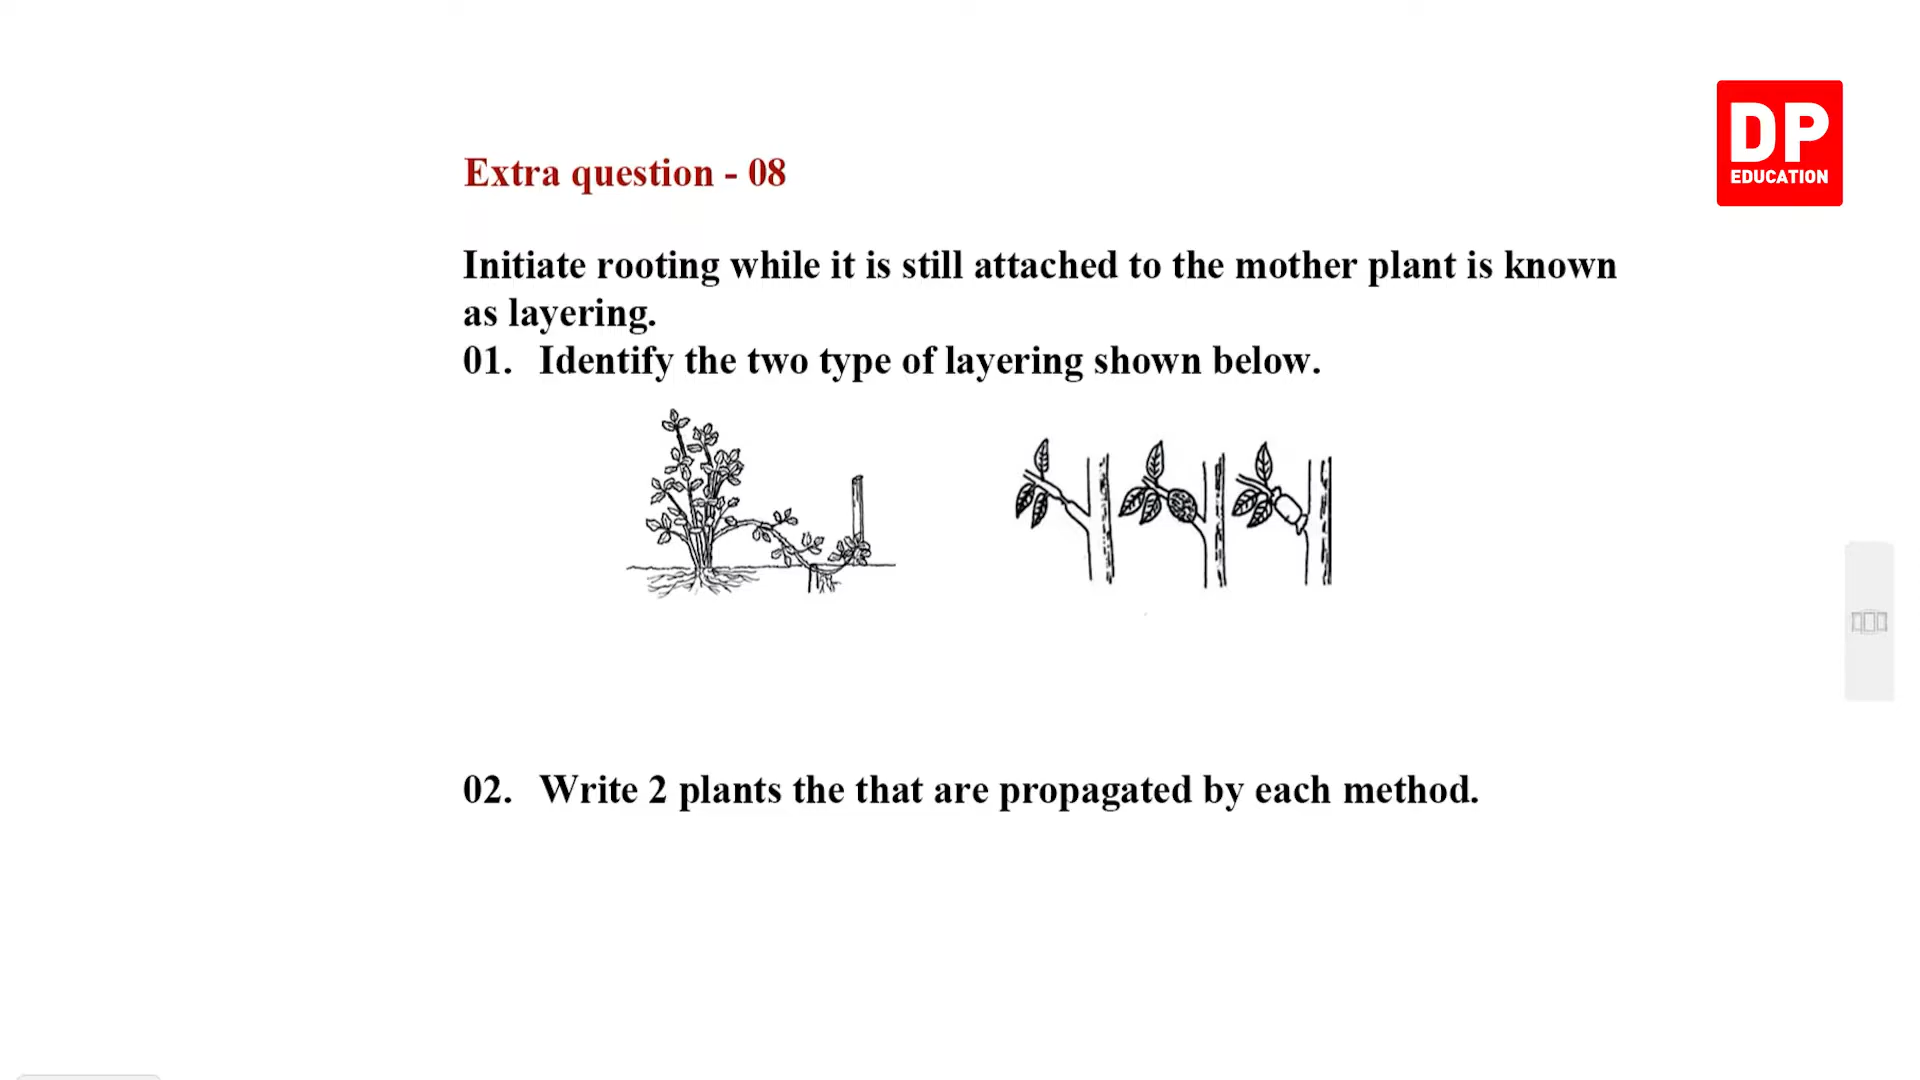 DP
EDUCATION
Extra question - 08
Initiate rooting while it is still attached to the mother plant is known
as layering.
01. Identify the two type of layering shown below.
02. Write 2 plants the that are propagated by each method.